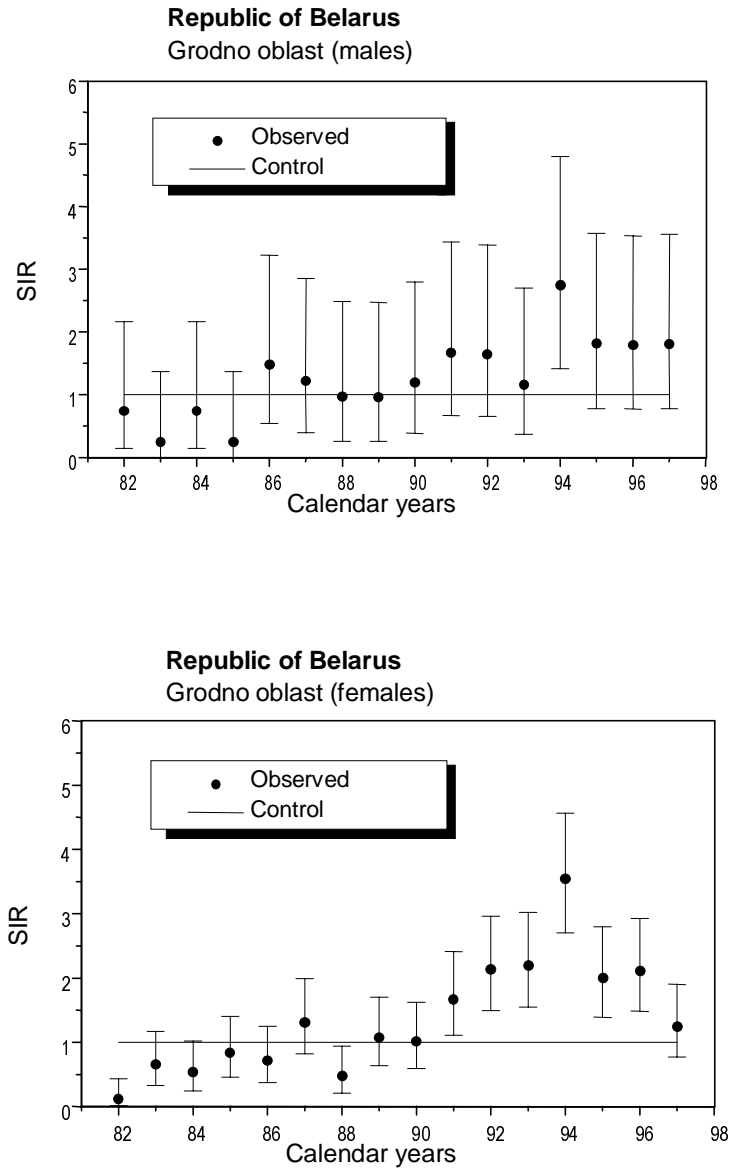 Republic of Belarus
Grodno oblast (males)
6
5
4
3
2
1
0
SIR
Observed
Control
82 84 86 88 90 92 94 96 98
Calendar years
Republic of Belarus
Grodno oblast (females)
6
5
4
3
2
1
0
SIR
Observed
Control
82 84 86 88 90 92 94 96 98
Calendar years